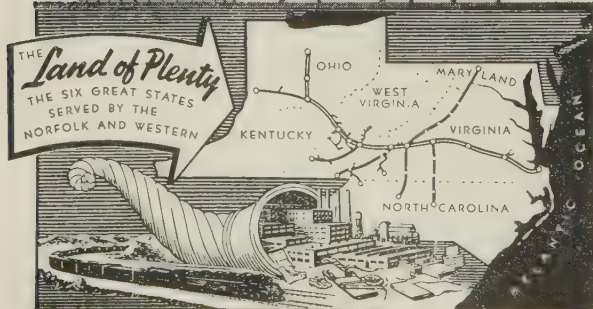 THE
Land of Plenty
THE SIX GREAT STATES
SERVED BY THE
NORFOLK AND WESTERN
OHIO
MARYLAND
WEST
VIRGINIA
KENTUCKY
VIRGINIA
NORTH CAROLINA
ATLANTIC OCEAN